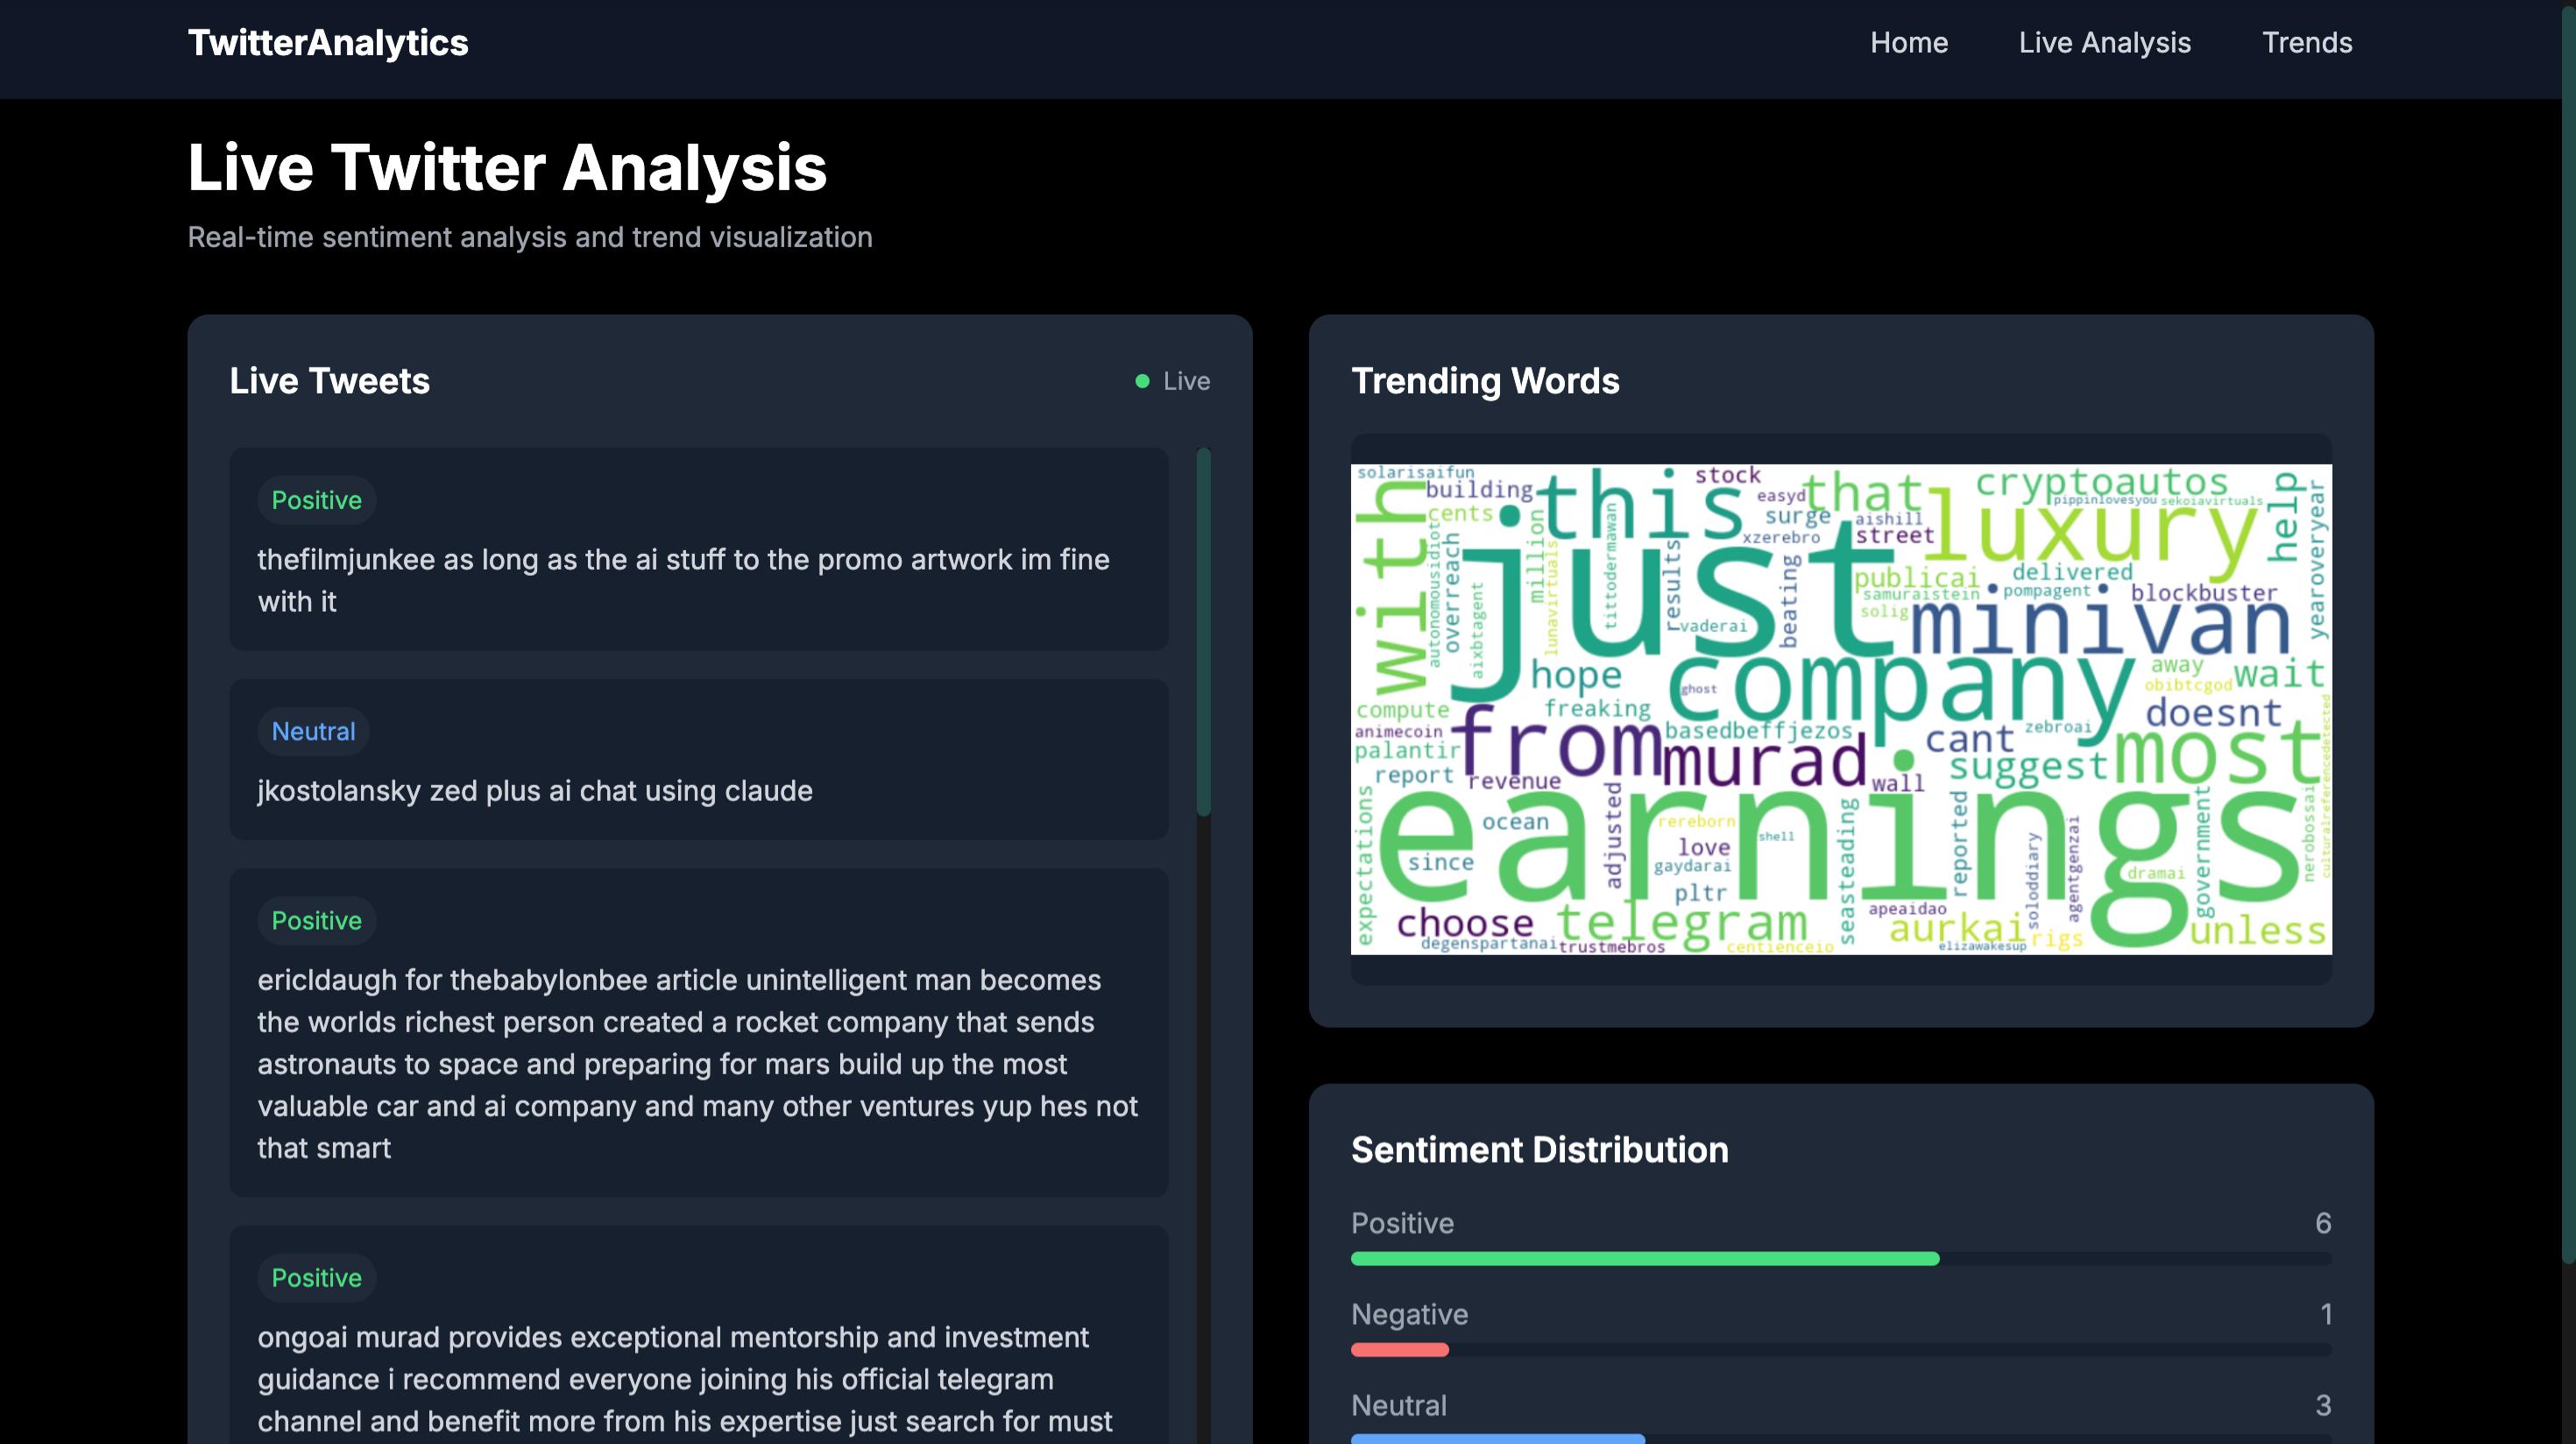 TwitterAnalytics
Home
Live Analysis
Trends
Live Twitter Analysis
Real-time sentiment analysis and trend visualization
Live Tweets
Live
Positive
thefilmjunkee as long as the ai stuff to the promo artwork im fine
with it
Neutral
jkostolansky zed plus ai chat using claude
Positive
ericldaugh for thebabylonbee article unintelligent man becomes
the worlds richest person created a rocket company that sends
astronauts to space and preparing for mars build up the most
valuable car and ai company and many other ventures yup hes not
that smart
Positive
ongoai murad provides exceptional mentorship and investment
guidance i recommend everyone joining his official telegram
channel and benefit more from his expertise just search for must
Trending Words
solarisaifun
with
building
cents
this
stock
easyd
that
cryptoautos
pippinlovesyou
sekoiavirtuals
help
yearoveryear
surge
aishill
luxury
xzerebro
street
million
autonomousidiot
overreach
aixbtagent
lunavirtuals
tittodermawan
results
beating
just
publicai
delivered
samuraistein
pompagent
blockbuster
solig
vaderai
minivan
hope
ghost
company
away
obibtcgod
wait
compute
freaking
doesnt
animecoin
from
basedbeffjezos
cant
zebroai
palantir
murad
suggest
most
report
revenue
wall
culturalreferencedetected
earnings
expectations
ocean
adjusted
rereborn
shell
love
since
gaydarai
pltr
seasteading
reported
soloddiary
agentgenzai
dramai
government
nerobossai
choose
telegram
apeaidao
aurkai
unless
degenspartanai
trustmebros
centienceio
elizawakesup
rigs
Sentiment Distribution
Positive
6
Negative
1
Neutral
3